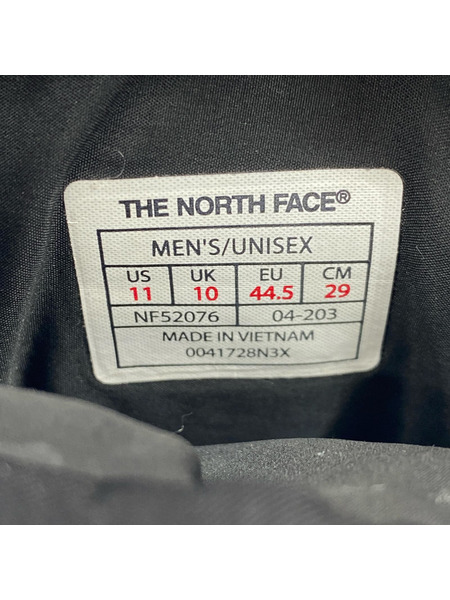 THE NORTH FACE®
MEN'S/UNISEX
US UK EU CM
11 10 44.5 29
NF52076 04-203
MADE IN VIETNAM
0041728N3X